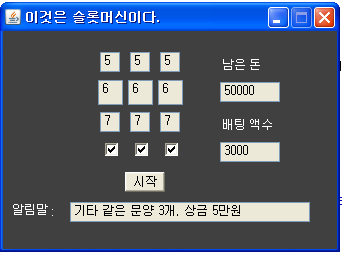 이것은 슬롯머신이다.
5 5 5 남은 돈
6 6 6 50000
7 7 7 배팅 액수
3000
시작
알림말 : 기타 같은 문양 3개, 상금 5만원